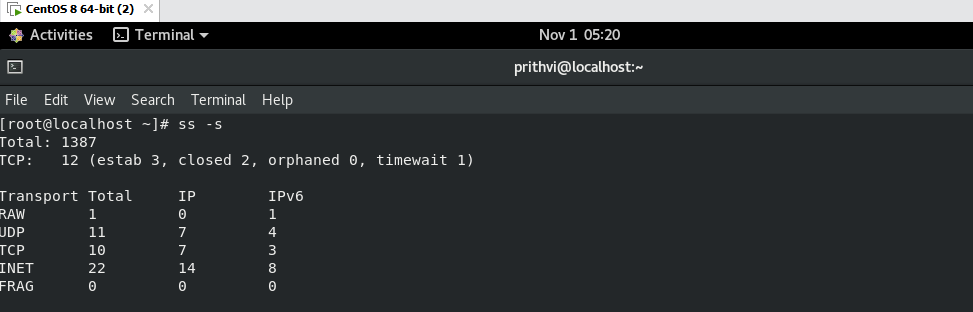 CentOS 8 64-bit (2) ×
Activities Terminal Nov 1 05:20
prithvi@localhost:~
File Edit View Search Terminal Help
[root@localhost ~]# ss -s
Total: 1387
TCP:   12 (estab 3, closed 2, orphaned 0, timewait 1)
Transport Total     IP        IPv6
RAW       1         0         1
UDP       11        7         4
TCP       10        7         3
INET      22        14        8
FRAG      0         0         0